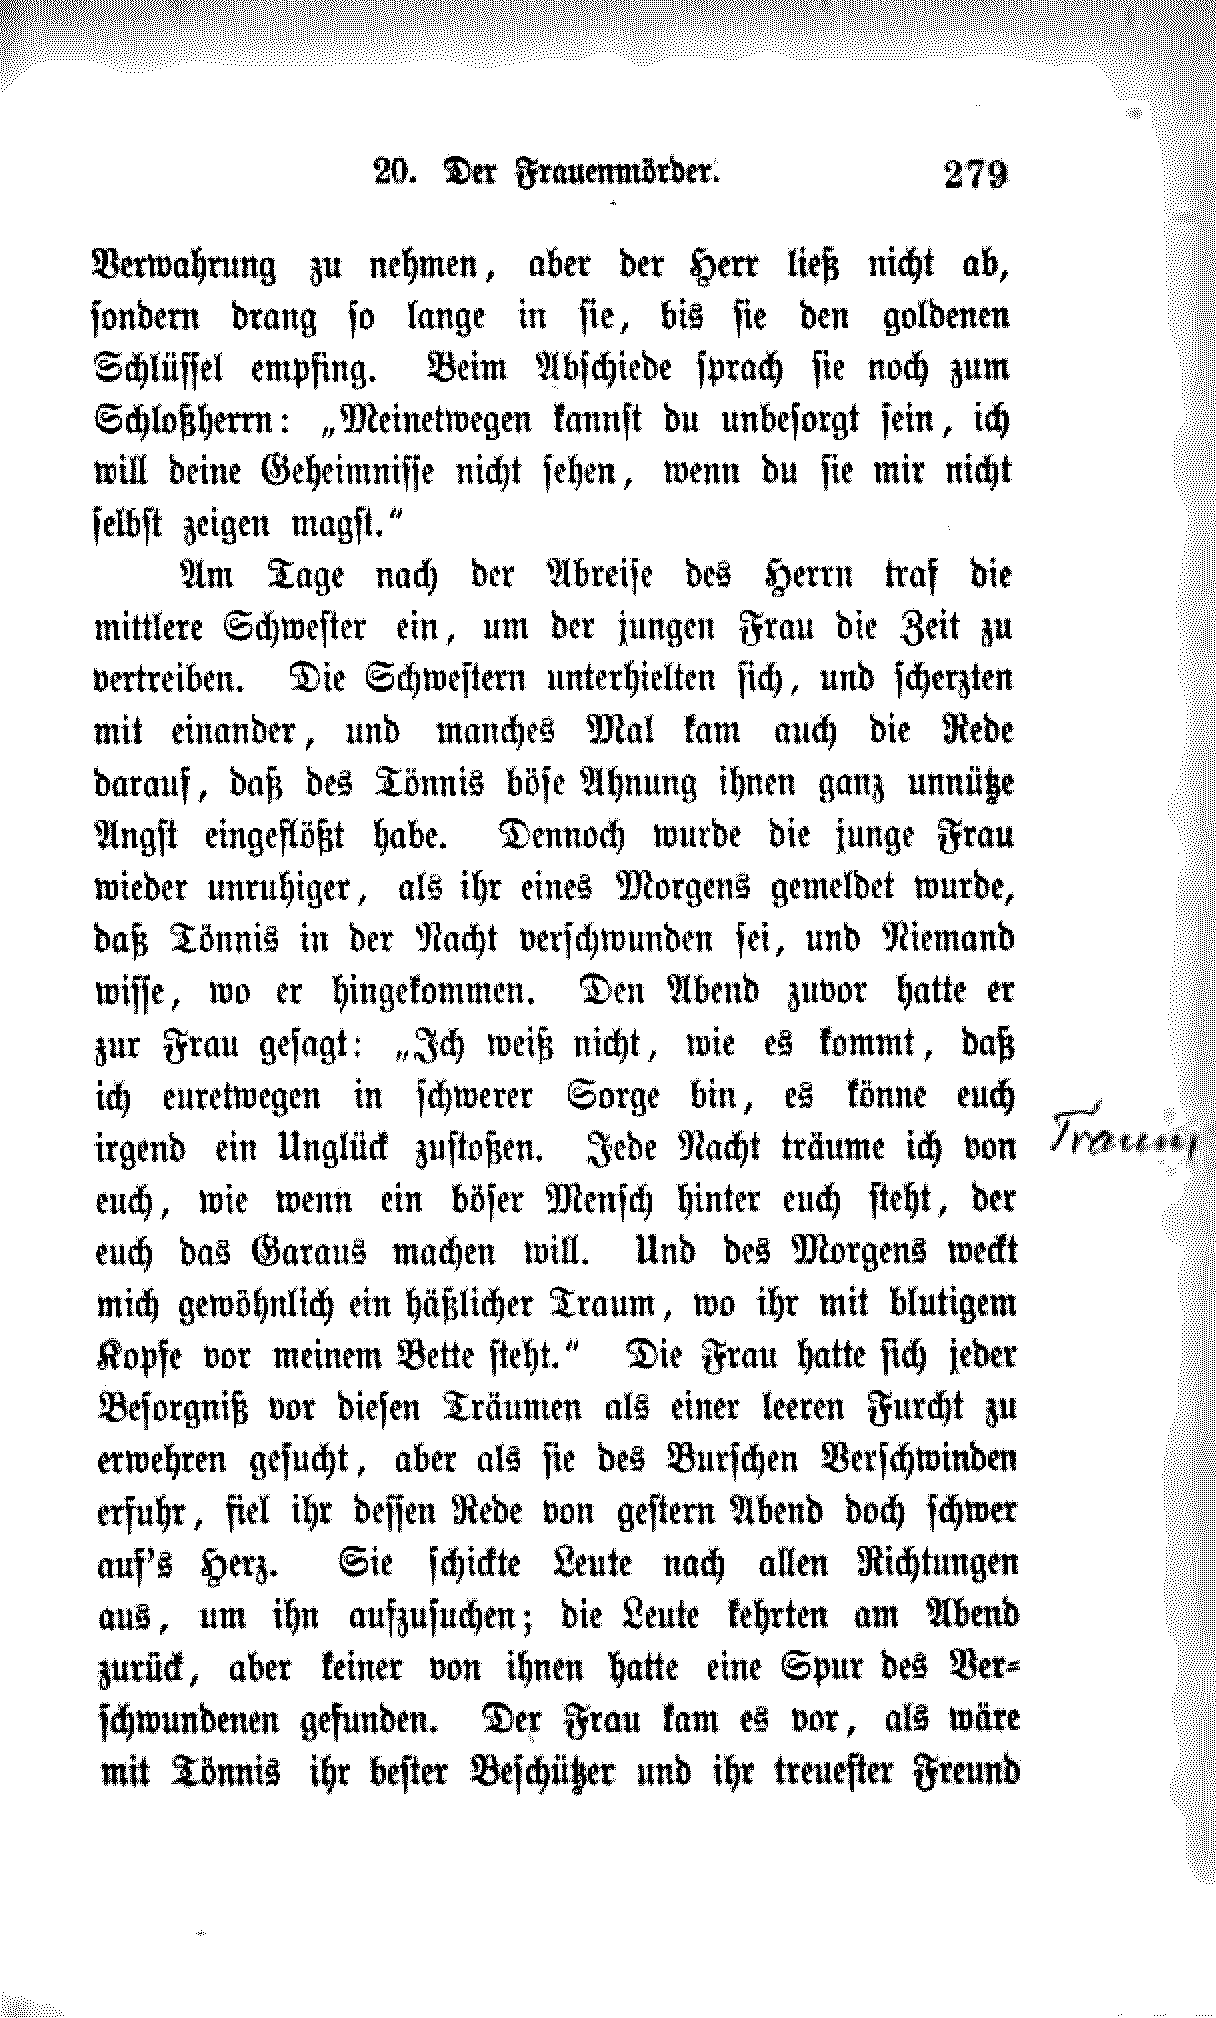 20. Der Frauenmörder. 279
Verwahrung zu nehmen, aber der Herr ließ nicht ab,
sondern drang so lange in sie, bis sie den goldenen
Schlüssel empfing. Beim Abschiede sprach sie noch zum
Schloßherrn: „Meinetwegen kannst du unbesorgt sein, ich
will deine Geheimnisse nicht sehen, wenn du sie mir nicht
selbst zeigen magst.“
Am Tage nach der Abreise des Herrn traf die
mittlere Schwester ein, um der jungen Frau die Zeit zu
vertreiben. Die Schwestern unterhielten sich, und scherzten
mit einander, und manches Mal kam auch die Rede
darauf, daß des Tönnis böse Ahnung ihnen ganz unnütze
Angst eingeflößt habe. Dennoch wurde die junge Frau
wieder unruhiger, als ihr eines Morgens gemeldet wurde,
daß Tönnis in der Nacht verschwunden sei, und Niemand
wisse, wo er hingekommen. Den Abend zuvor hatte er
zur Frau gesagt: „Ich weiß nicht, wie es kommt, daß
ich euretwegen in schwerer Sorge bin, es könne euch
irgend ein Unglück zustoßen. Jede Nacht träume ich von
Traum
euch, wie wenn ein böser Mensch hinter euch steht, der
euch das Garaus machen will. Und des Morgens weckt
mich gewöhnlich ein häßlicher Traum, wo ihr mit blutigem
Kopfe vor meinem Bette steht.“ Die Frau hatte sich jeder
Besorgniß vor diesen Träumen als einer leeren Furcht zu
erwehren gesucht, aber als sie des Burschen Verschwinden
erfuhr, fiel ihr dessen Rede von gestern Abend doch schwer
auf's Herz. Sie schickte Leute nach allen Richtungen
aus, um ihn aufzusuchen; die Leute kehrten am Abend
zurück, aber keiner von ihnen hatte eine Spur des Ver-
schwundenen gefunden. Der Frau kam es vor, als wäre
mit Tönnis ihr bester Beschützer und ihr treuester Freund